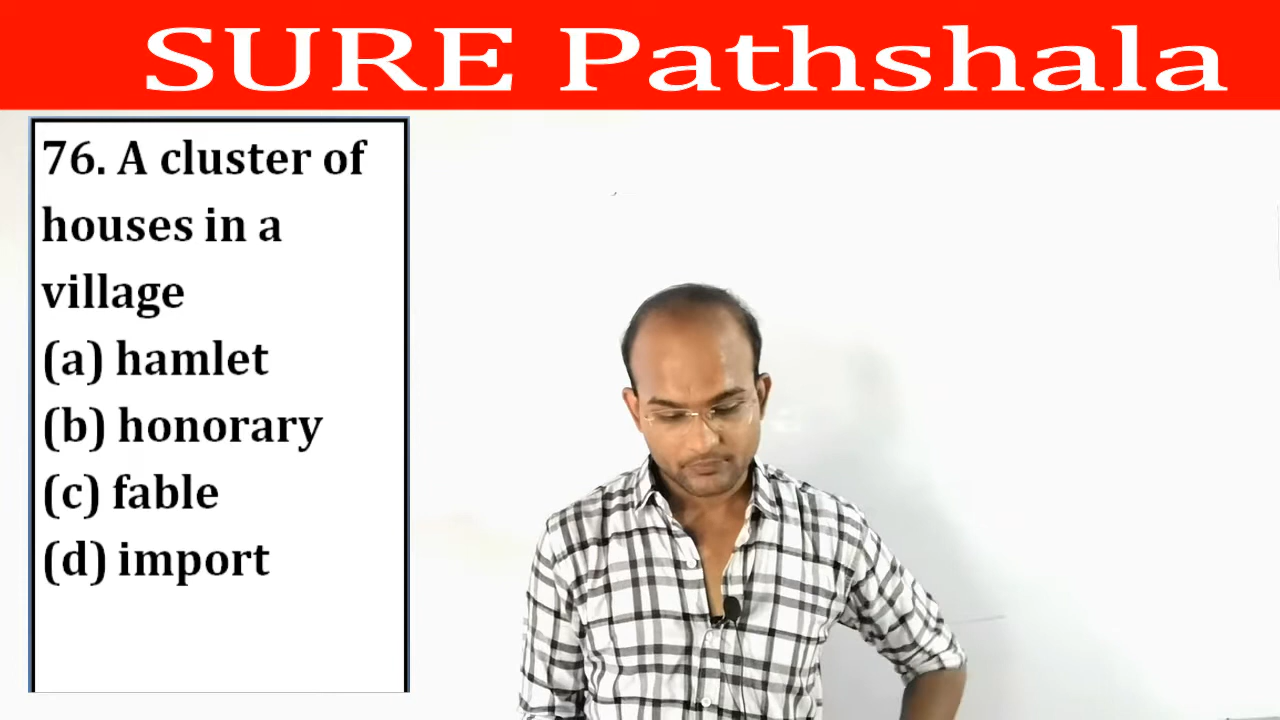 SURE Pathshala
76. A cluster of
houses in a
village
(a) hamlet
(b) honorary
(c) fable
(d) import